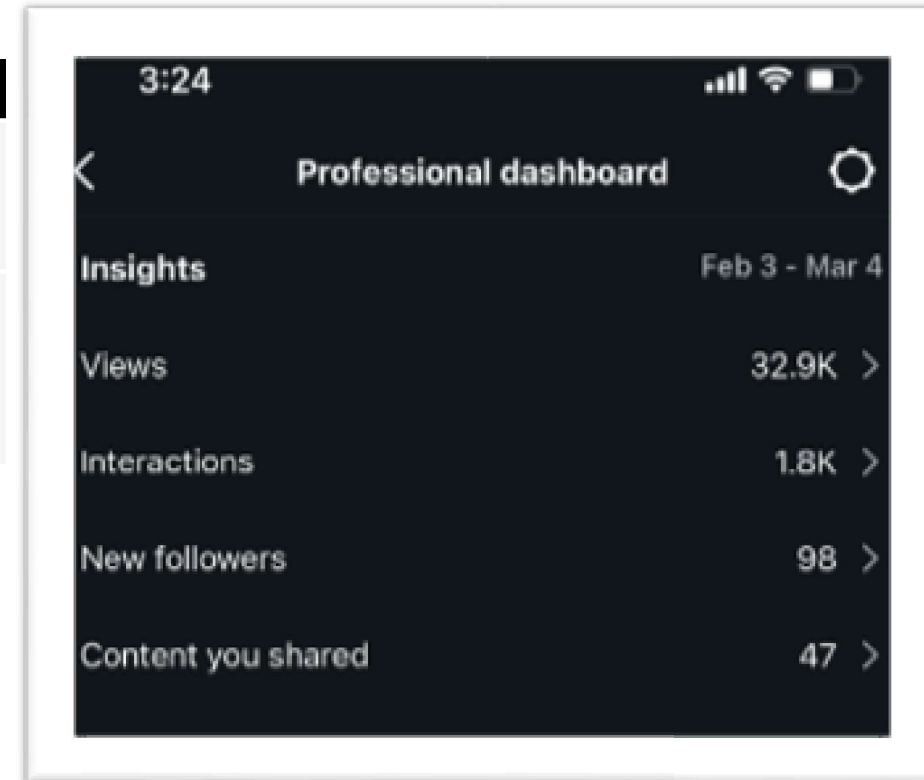 3:24
Professional dashboard
Insights Feb 3 - Mar 4
Views 32.9K
Interactions 1.8K
New followers 98
Content you shared 47